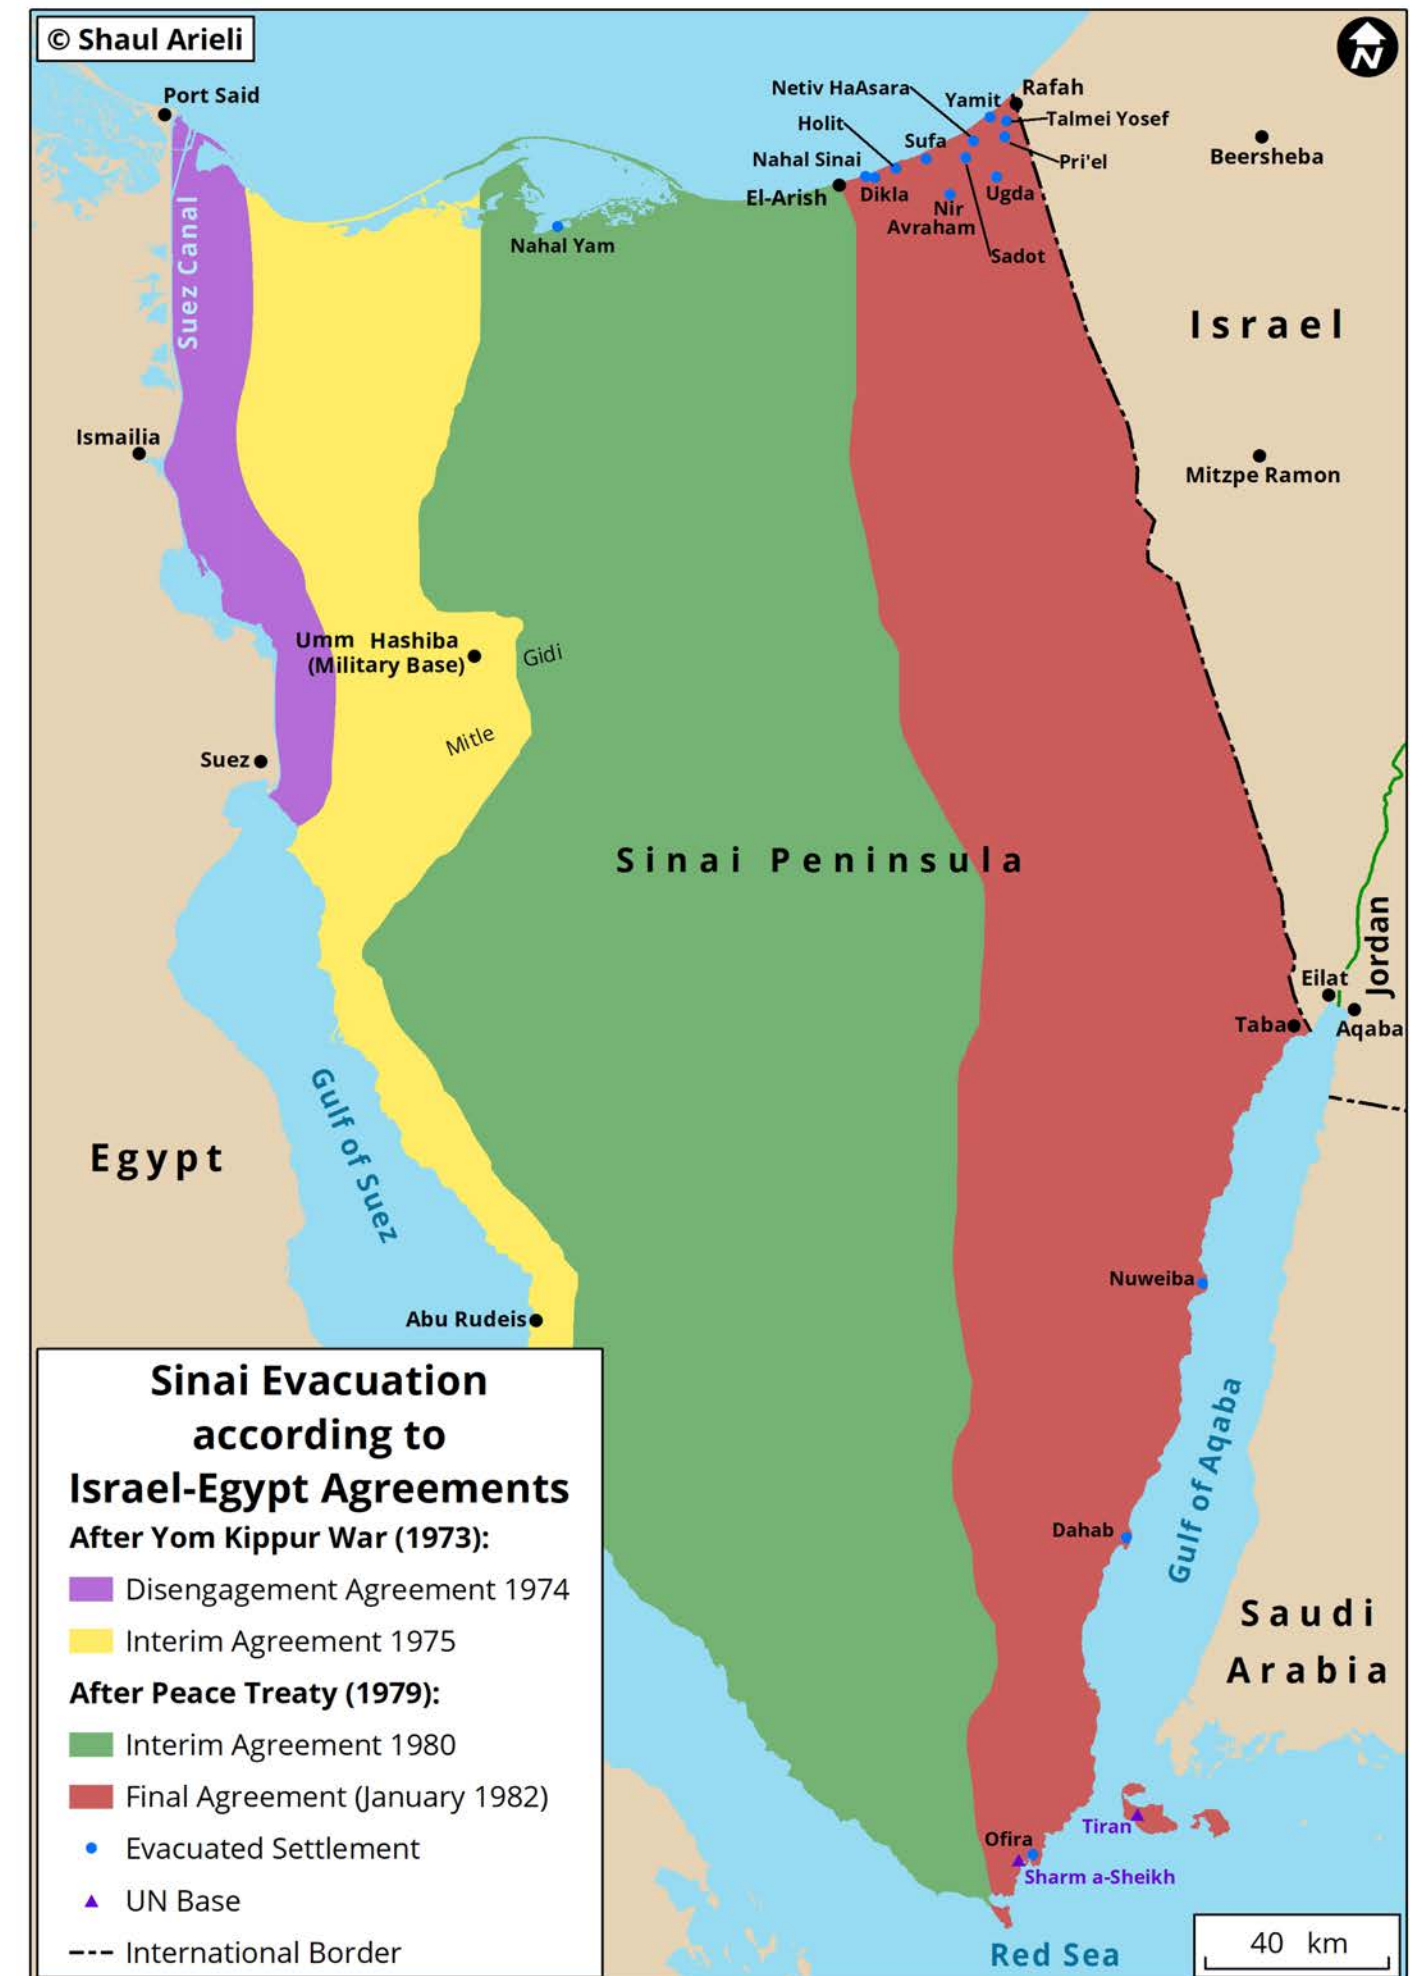 © Shaul Arieli
N
Port Said
Netiv HaAsara
Yamit
Rafah
Holit
Talmei Yosef
Sufa
Beersheba
Nahal Sinai
Pri'el
El-Arish
Dikla
Ugda
Nir
Avraham
Nahal Yam
Sadot
Suez Canal
Israel
Ismailia
Mitzpe Ramon
Umm Hashiba
(Military Base)
Gidi
Mitle
Suez
Sinai Peninsula
Jordan
Eilat
Taba
Aqaba
Gulf of Suez
Egypt
Nuweiba
Abu Rudeis
Gulf of Aqaba
Dahab
Saudi
Arabia
Tiran
Ofira
Sharm a-Sheikh
Red Sea
40 km
Sinai Evacuation
according to
Israel-Egypt Agreements
After Yom Kippur War (1973):
Disengagement Agreement 1974
Interim Agreement 1975
After Peace Treaty (1979):
Interim Agreement 1980
Final Agreement (January 1982)
Evacuated Settlement
UN Base
International Border